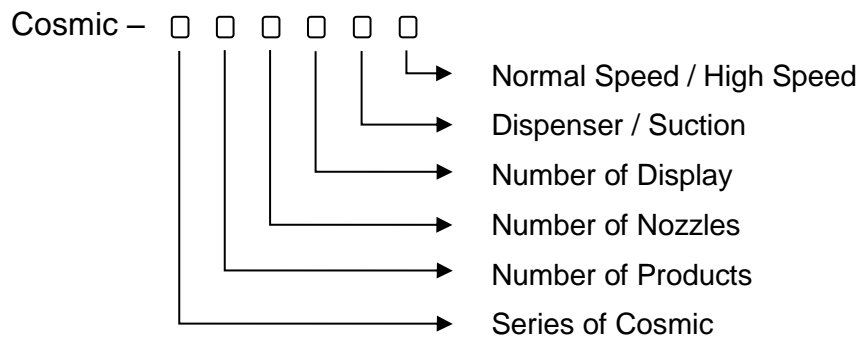 Cosmic –
Normal Speed / High Speed
Dispenser / Suction
Number of Display
Number of Nozzles
Number of Products
Series of Cosmic